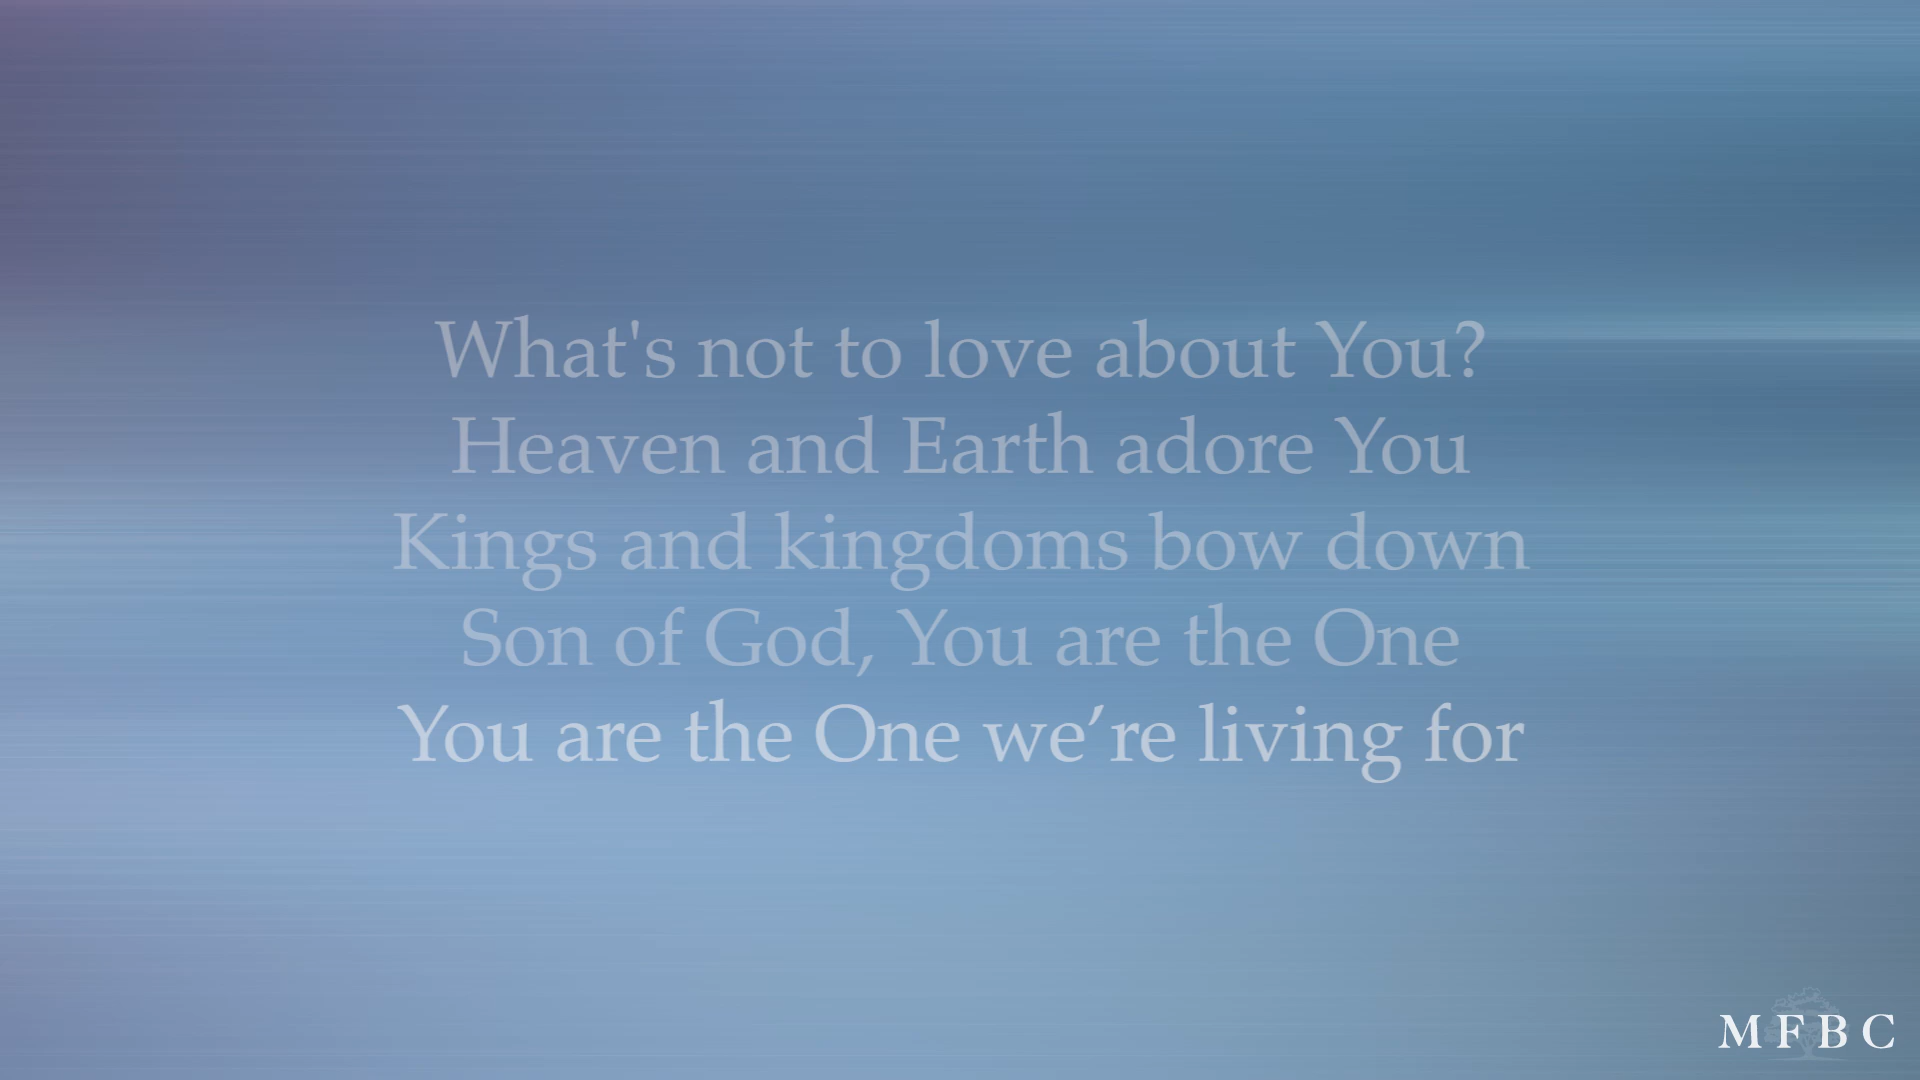 What's not to love about You?
Heaven and Earth adore You
Kings and kingdoms bow down
Son of God, You are the One
You are the One we’re living for
MFBC